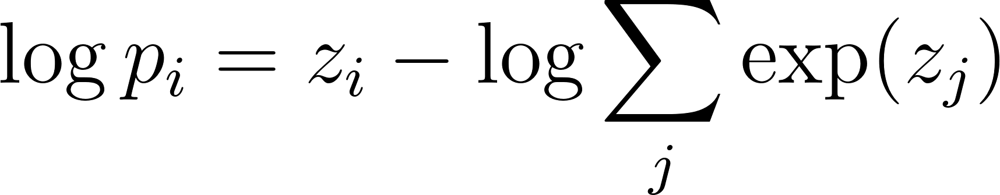 log p_i = z_i − log ∑_j exp(z_j)